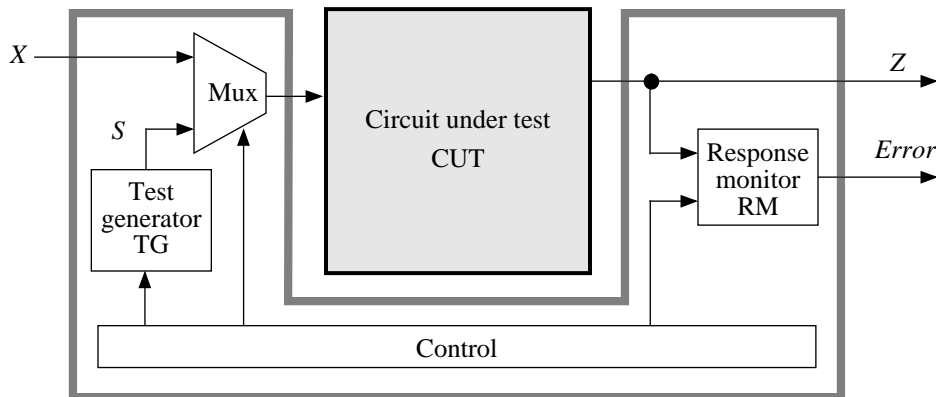 X
Mux
S
Test
generator
TG
Circuit under test
CUT
Z
Response
monitor
RM
Error
Control